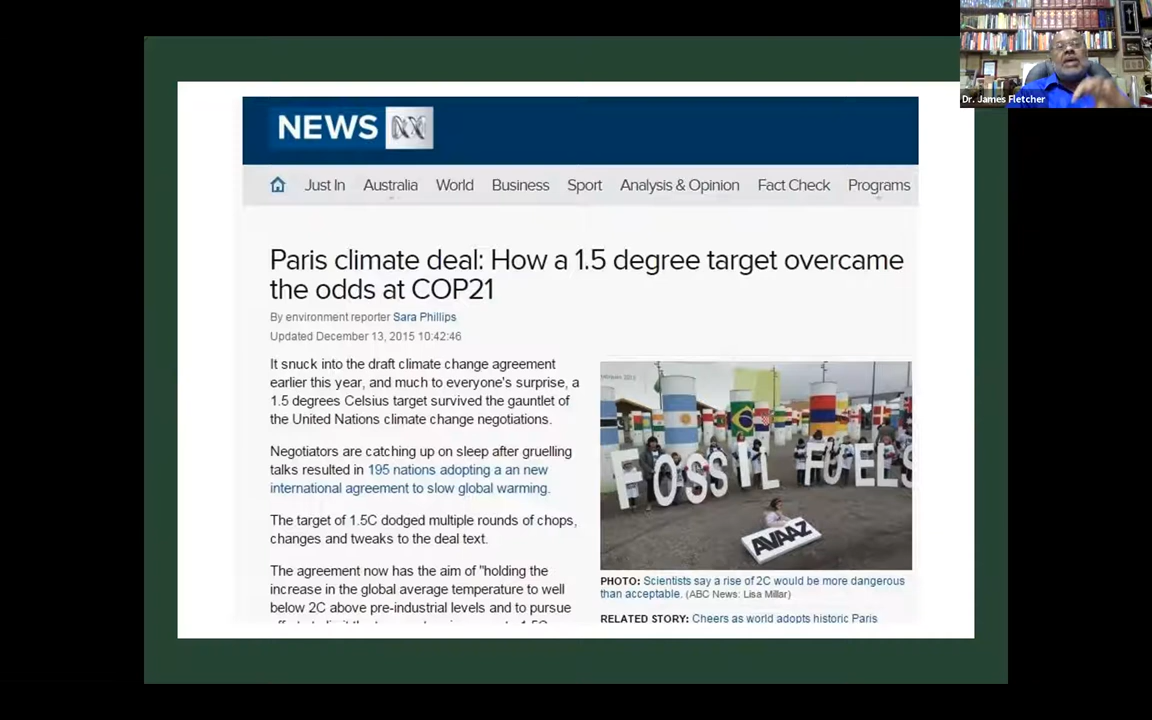 Dr. James Fletcher
NEWS
Just In Australia World Business Sport Analysis & Opinion Fact Check Programs
Paris climate deal: How a 1.5 degree target overcame
the odds at COP21
By environment reporter Sara Phillips
Updated December 13, 2015 10:42:46
It snuck into the draft climate change agreement
earlier this year, and much to everyone's surprise, a
1.5 degrees Celsius target survived the gauntlet of
the United Nations climate change negotiations.
Negotiators are catching up on sleep after gruelling
talks resulted in 195 nations adopting a an new
international agreement to slow global warming.
The target of 1.5C dodged multiple rounds of chops,
changes and tweaks to the deal text.
The agreement now has the aim of "holding the
increase in the global average temperature to well
below 2C above pre-industrial levels and to pursue
FOSSIL FUELS
AVAAZ
PHOTO: Scientists say a rise of 2C would be more dangerous
than acceptable. (ABC News: Lisa Millar)
RELATED STORY: Cheers as world adopts historic Paris